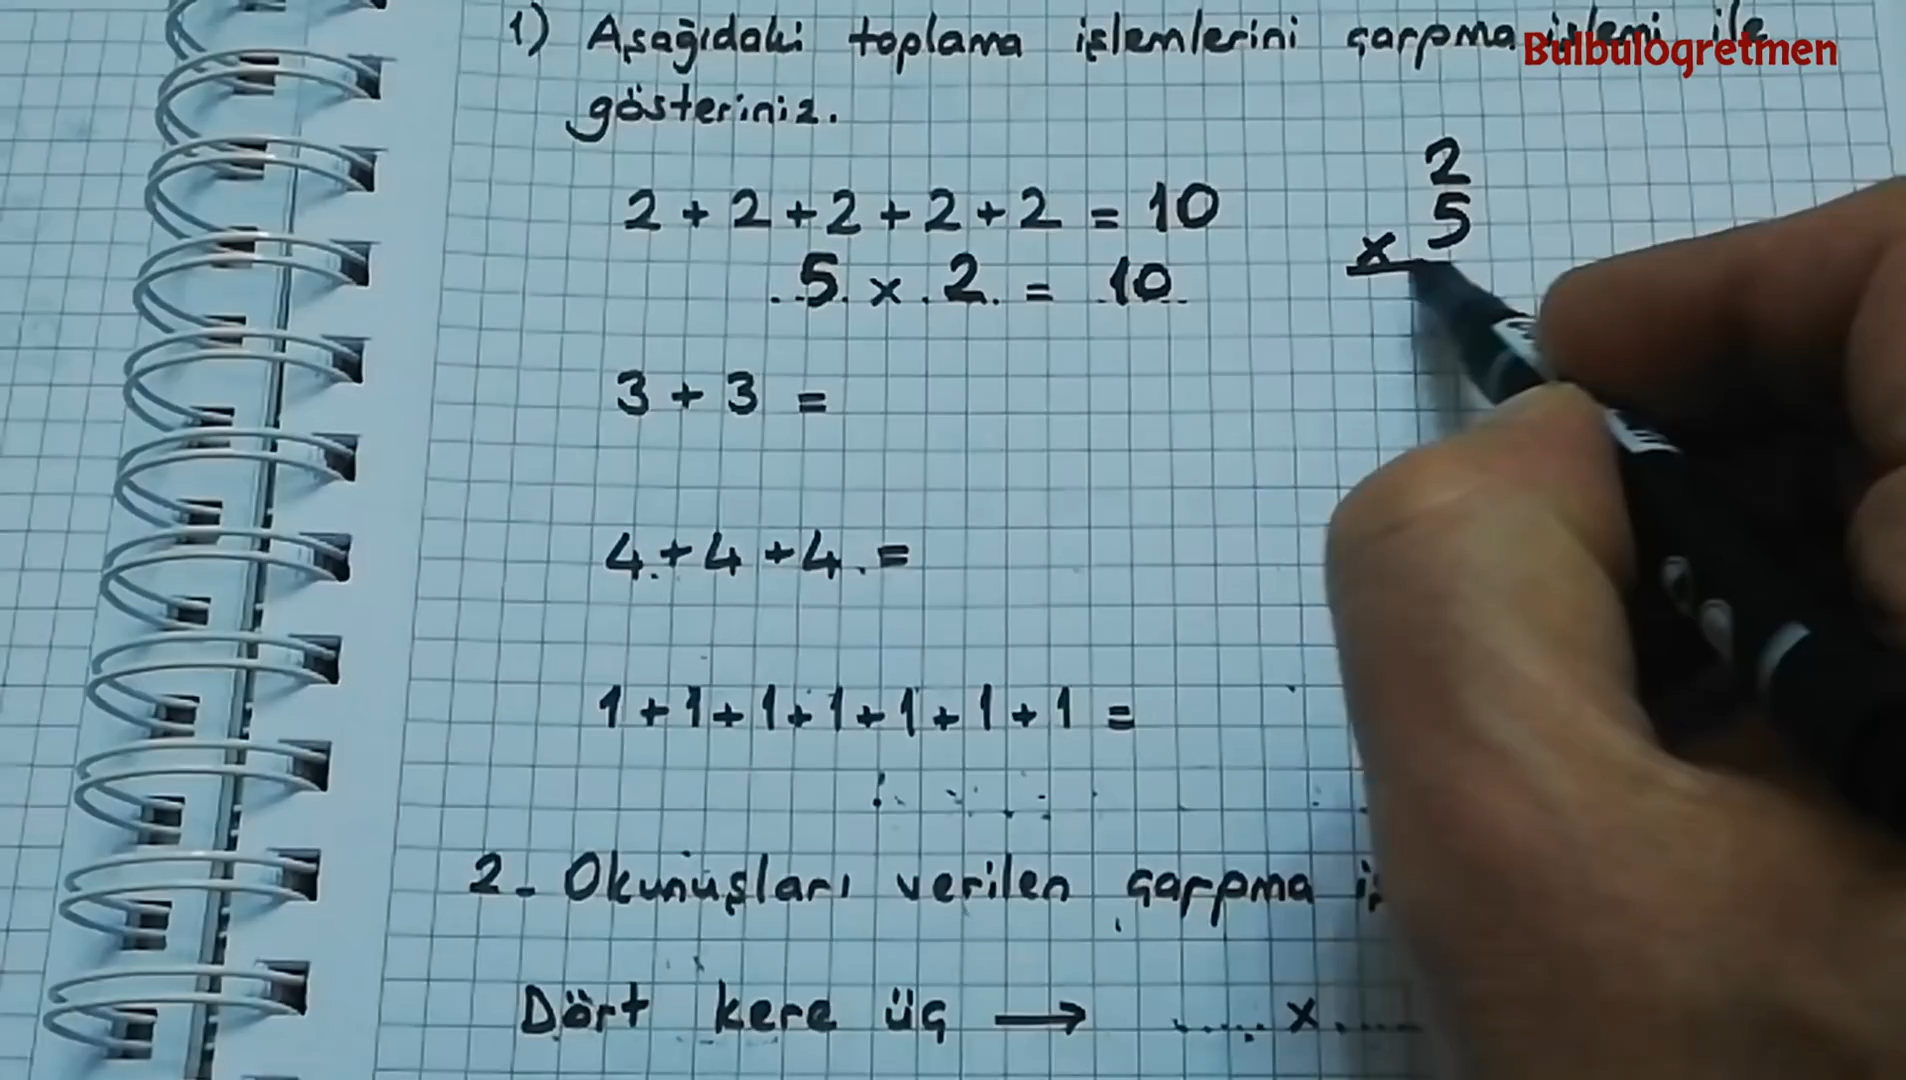 1) Aşağıdaki toplama işlemlerini çarpma işlemi ile
Bulbulogretmen
gösteriniz.
2 + 2 + 2 + 2 + 2 = 10
5 x 2 = 10
2
5
x
3 + 3 =
4 + 4 + 4 =
1 + 1 + 1 + 1 + 1 + 1 + 1 =
2- Okunuşları verilen çarpma
Dört kere üç → ..... x .....